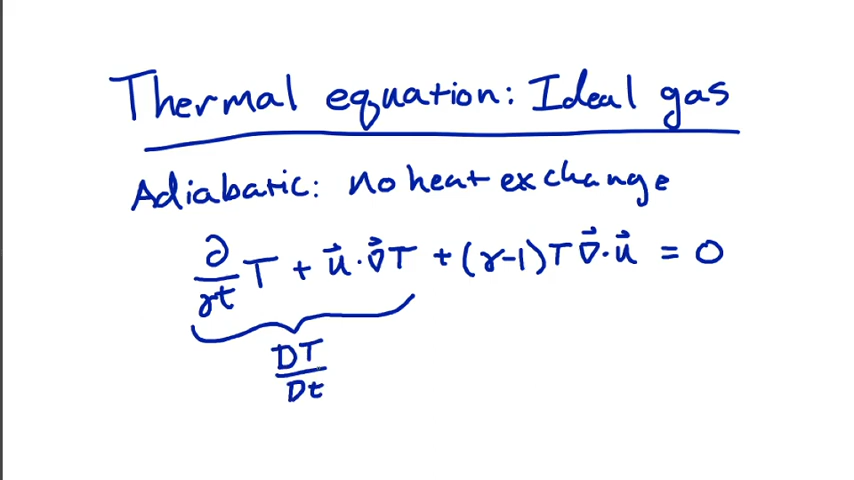 Thermal equation: Ideal gas
Adiabatic: no heat exchange
∂/∂t T + u⃗ · ∇⃗T + (γ-1)T ∇⃗ · u⃗ = 0
DT/Dt